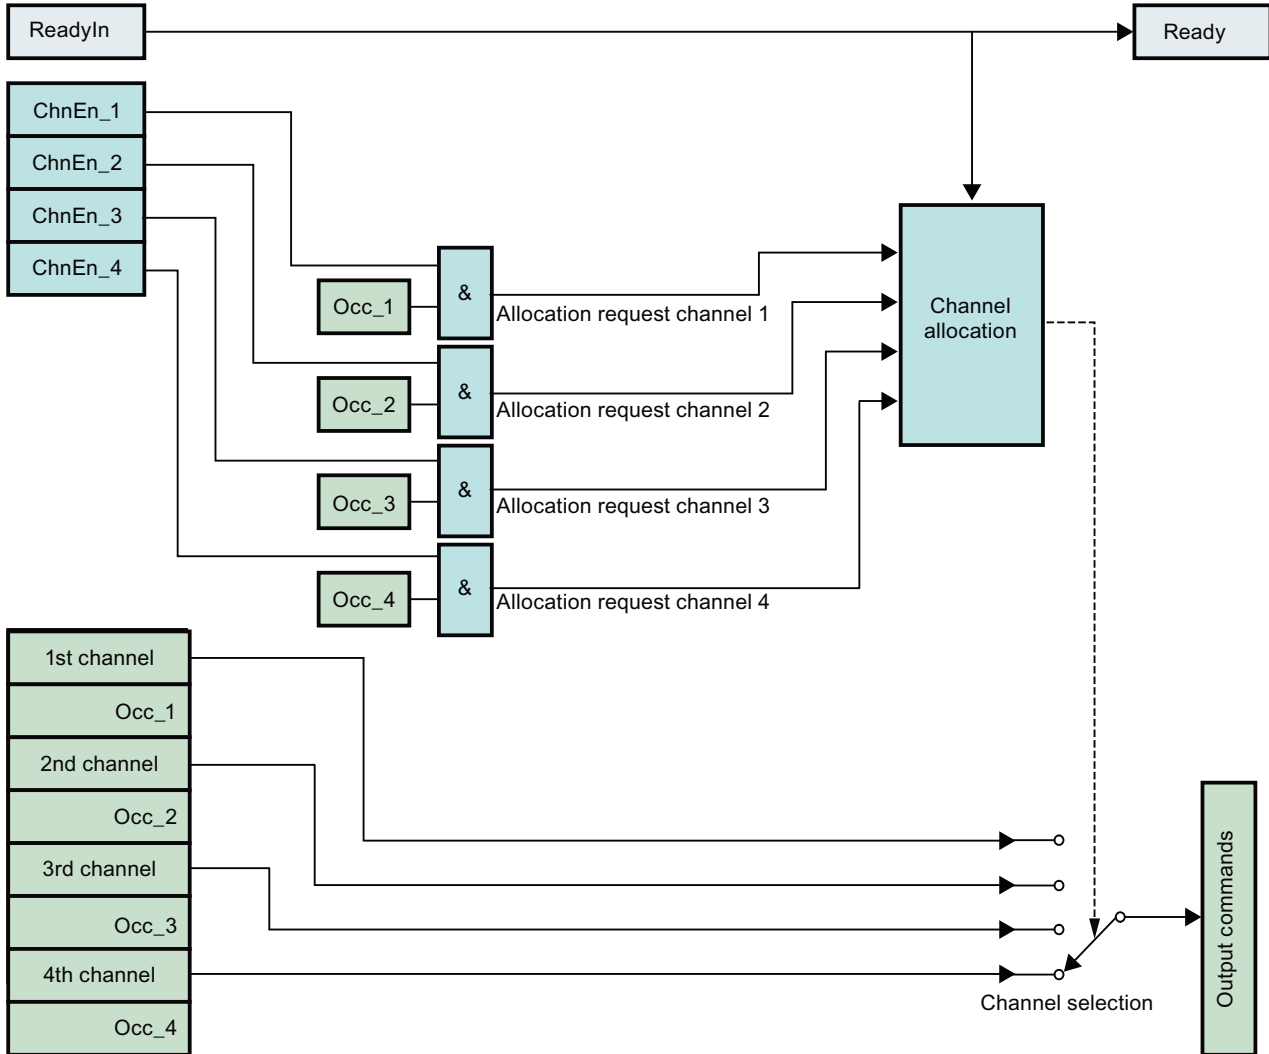 ReadyIn
Ready
ChnEn_1
ChnEn_2
ChnEn_3
ChnEn_4
Occ_1
&
Allocation request channel 1
Occ_2
&
Allocation request channel 2
Occ_3
&
Allocation request channel 3
Occ_4
&
Allocation request channel 4
Channel
allocation
1st channel
Occ_1
2nd channel
Occ_2
3rd channel
Occ_3
4th channel
Occ_4
Channel selection
Output commands